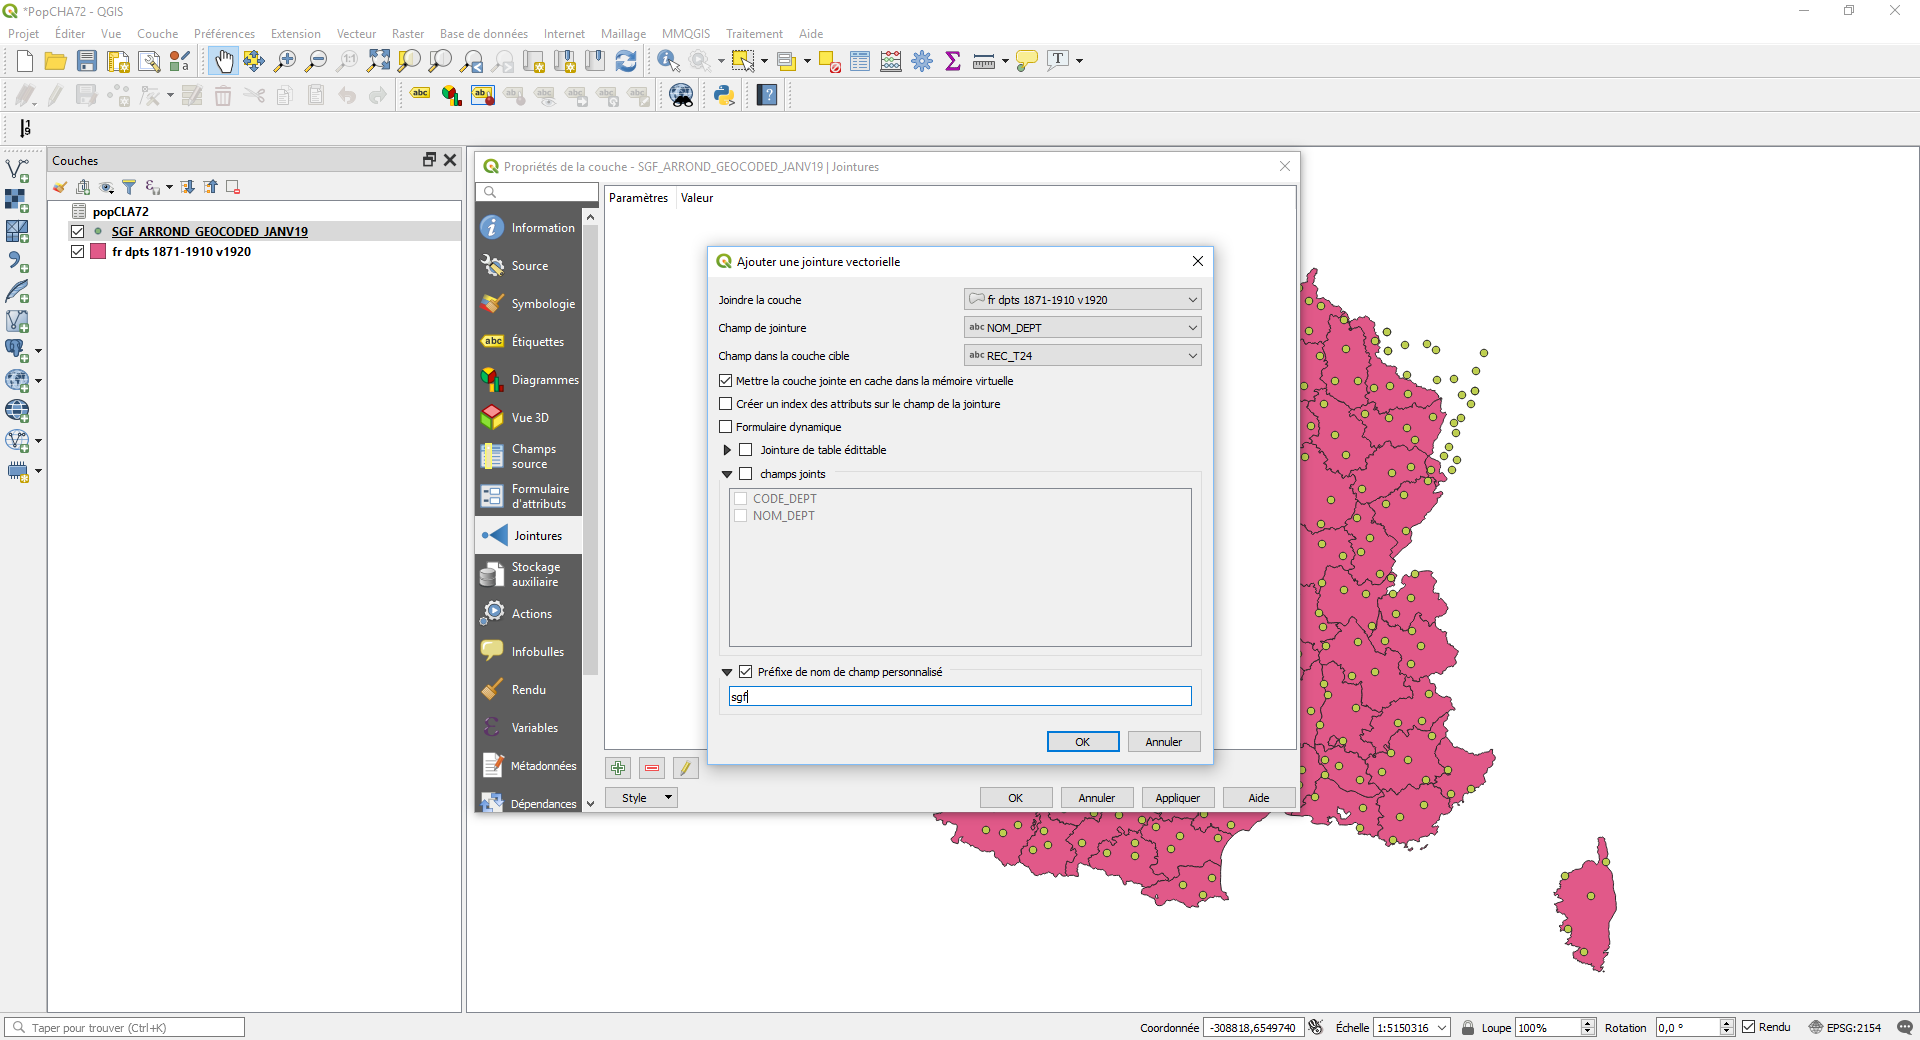 *PopCHA72 - QGIS
Projet Éditer Vue Couche Préférences Extension Vecteur Raster Base de données Internet Maillage MMQGIS Traitement Aide
Couches
popCLA72
SGF_ARROND_GEOCODED_JANV19
fr dpts 1871-1910 v1920
Propriétés de la couche - SGF_ARROND_GEOCODED_JANV19 | Jointures
Information
Source
Symbologie
abc Étiquettes
Diagrammes
Vue 3D
Champs
source
Formulaire
d'attributs
Jointures
Stockage
auxiliaire
Actions
Infobulles
Rendu
Variables
Métadonnées
Dépendances
Paramètres Valeur
Ajouter une jointure vectorielle
Joindre la couche fr dpts 1871-1910 v1920
Champ de jointure abc NOM_DEPT
Champ dans la couche cible abc REC_T24
Mettre la couche jointe en cache dans la mémoire virtuelle
Créer un index des attributs sur le champ de la jointure
Formulaire dynamique
Jointure de table édittable
champs joints
CODE_DEPT
NOM_DEPT
Préfixe de nom de champ personnalisé
sgf
OK Annuler
Style OK Annuler Appliquer Aide
Taper pour trouver (Ctrl+K) Coordonnée -308818,6549740 Échelle 1:5150316 Loupe 100% Rotation 0,0 ° Rendu EPSG:2154